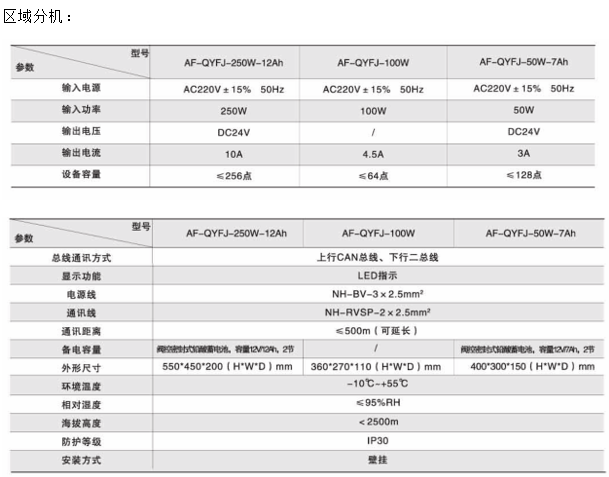 区域分机：
型号
参数 AF-QYFJ-250W-12Ah AF-QYFJ-100W AF-QYFJ-50W-7Ah
输入电源 AC220V±15% 50Hz AC220V±15% 50Hz AC220V±15% 50Hz
输入功率 250W 100W 50W
输出电压 DC24V / DC24V
输出电流 10A 4.5A 3A
设备容量 ≤256点 ≤64点 ≤128点
型号
参数 AF-QYFJ-250W-12Ah AF-QYFJ-100W AF-QYFJ-50W-7Ah
总线通讯方式 上行CAN总线、下行二总线
显示功能 LED指示
电源线 NH-BV-3×2.5mm²
通讯线 NH-RVSP-2×2.5mm²
通讯距离 ≤500m（可延长）
备电容量 阀控密封式铅酸蓄电池，容量12V/12Ah，2节 / 阀控密封式铅酸蓄电池，容量12V/7Ah，2节
外形尺寸 550*450*200（H*W*D）mm 360*270*110（H*W*D）mm 400*300*150（H*W*D）mm
环境温度 -10℃~+55℃
相对湿度 ≤95%RH
海拔高度 <2500m
防护等级 IP30
安装方式 壁挂